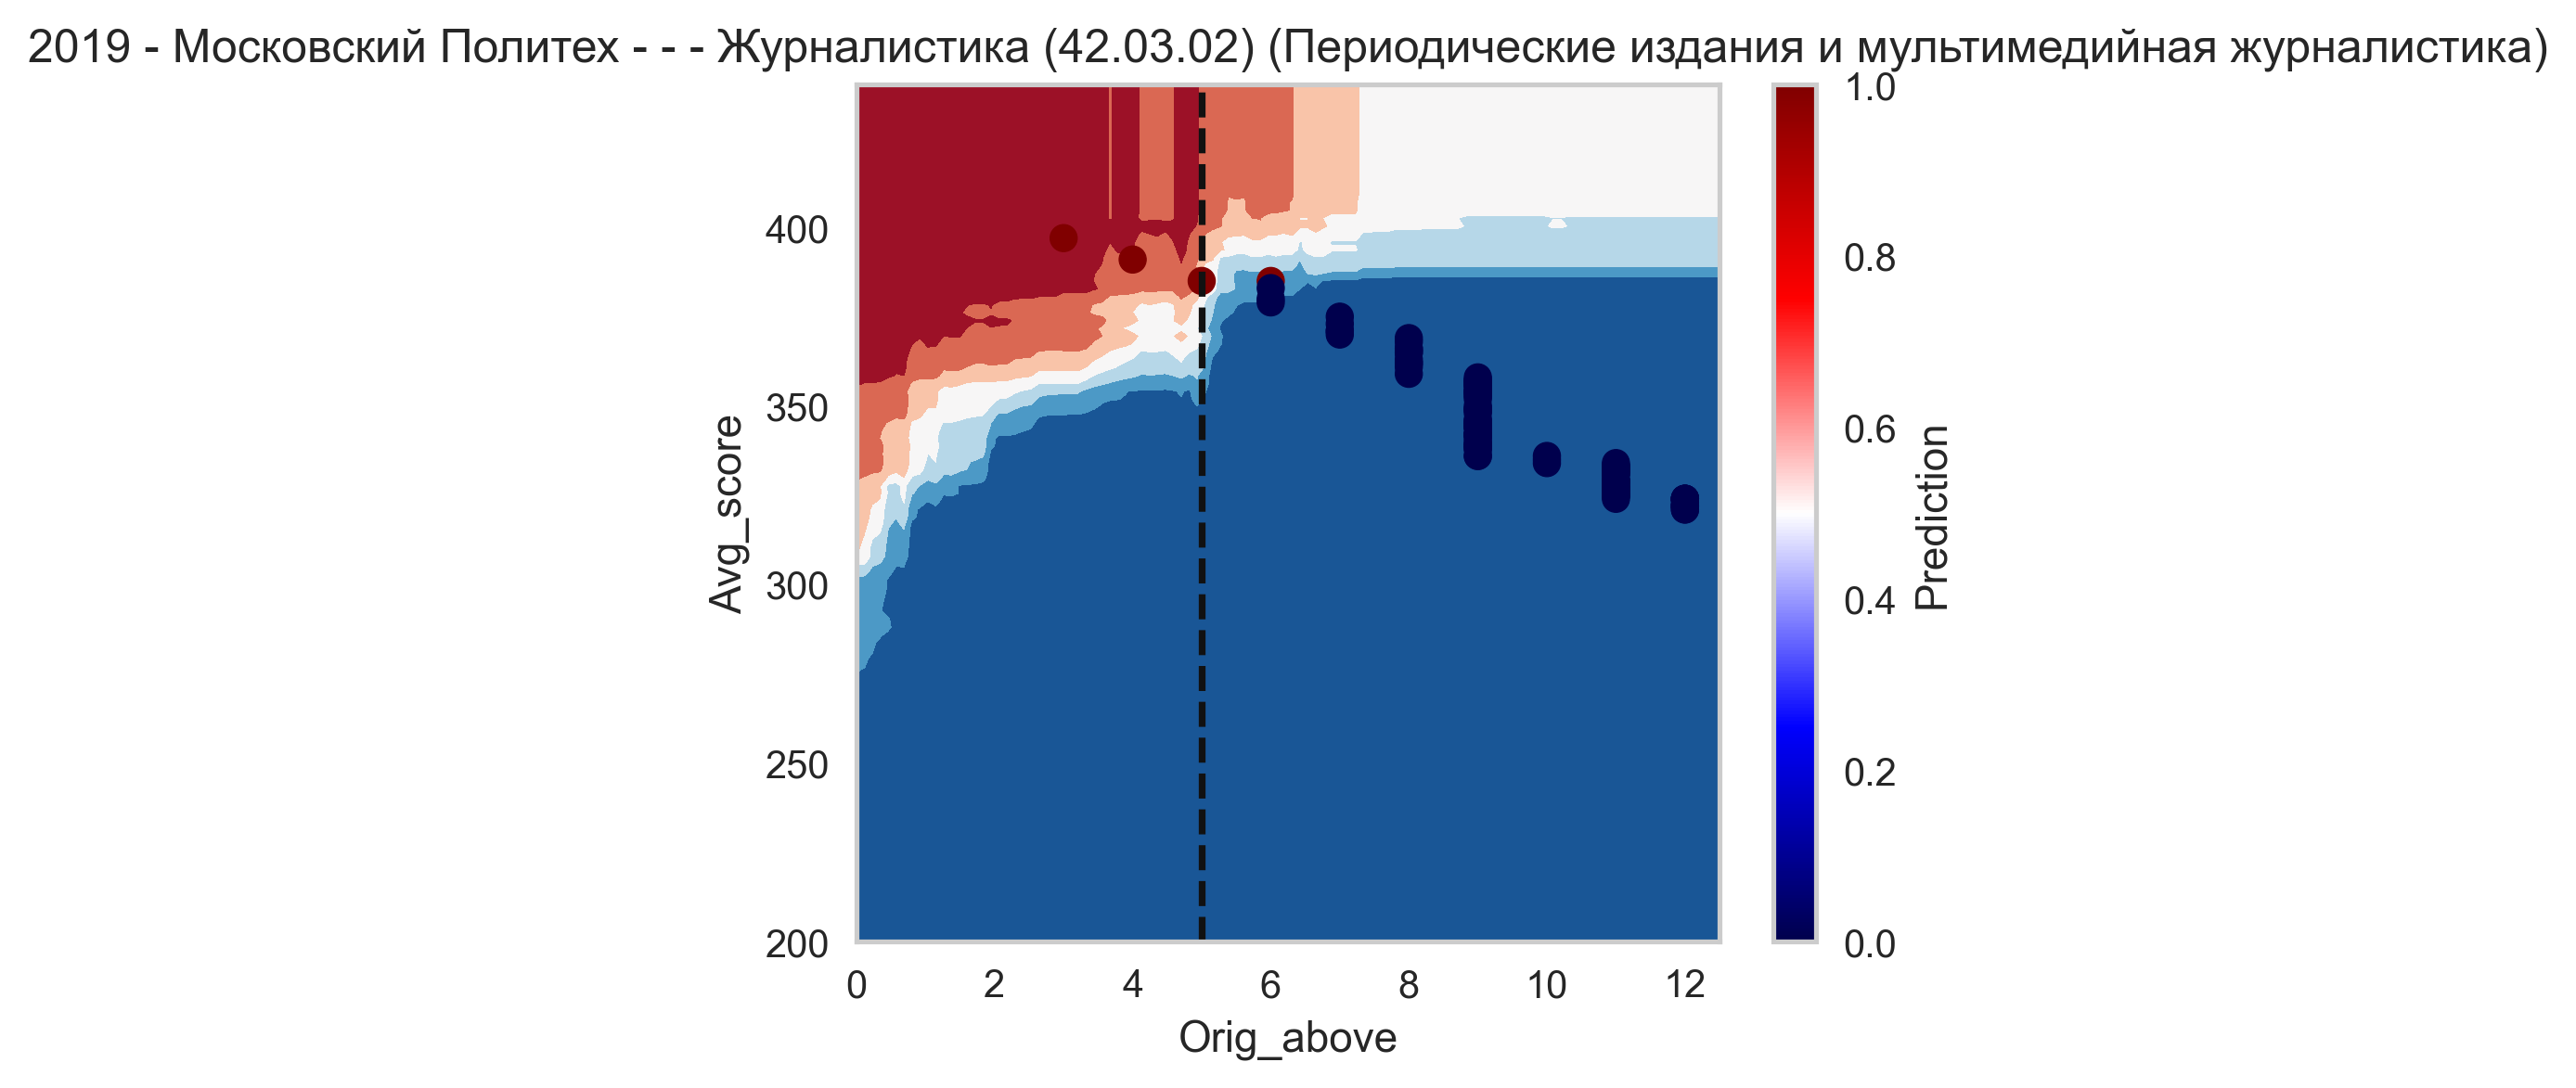 2019 - Московский Политех - - - Журналистика (42.03.02) (Периодические издания и мультимедийная журналистика)
Avg_score
400
350
300
250
200
0 2 4 6 8 10 12
Orig_above
1.0
0.8
0.6
0.4
0.2
0.0
Prediction